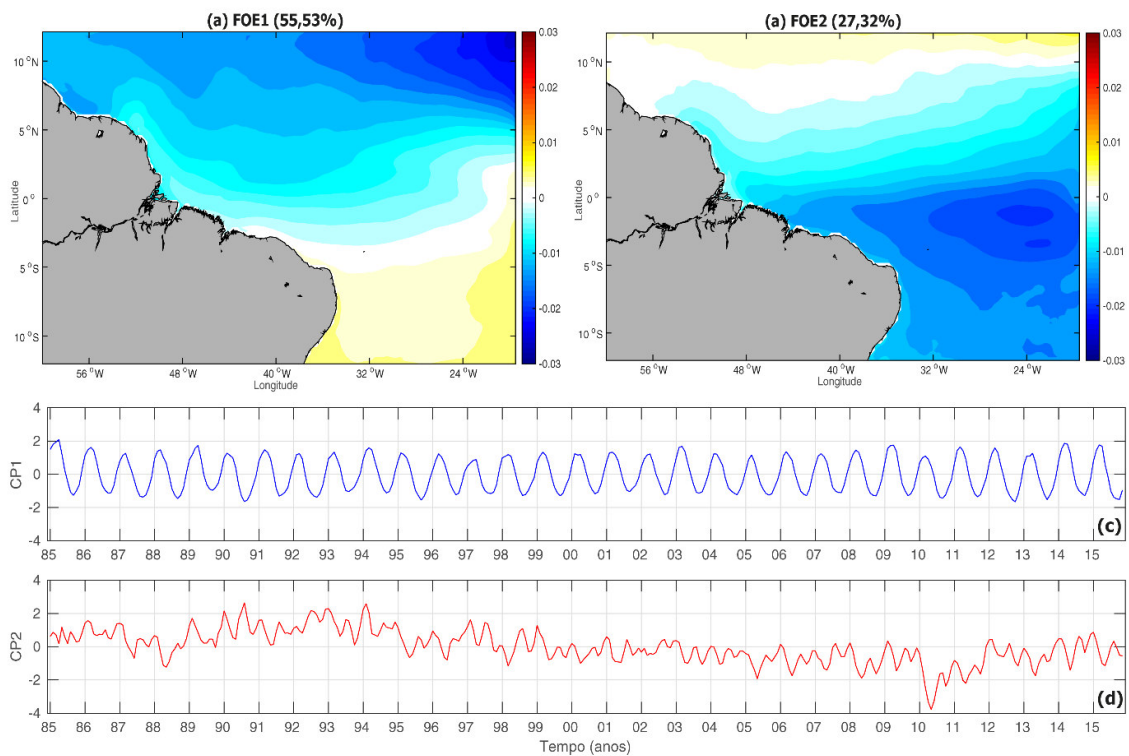 (a) FOE1 (55,53%)
(a) FOE2 (27,32%)
10°N
5°N
0°
5°S
10°S
Latitude
56°W 48°W 40°W 32°W 24°W
Longitude
0.03
0.02
0.01
0
-0.01
-0.02
-0.03
10°N
5°N
0°
5°S
10°S
Latitude
56°W 48°W 40°W 32°W 24°W
Longitude
0.03
0.02
0.01
0
-0.01
-0.02
-0.03
4
2
0
-2
-4
CP1
(c)
85 86 87 88 89 90 91 92 93 94 95 96 97 98 99 00 01 02 03 04 05 06 07 08 09 10 11 12 13 14 15
4
2
0
-2
-4
CP2
(d)
85 86 87 88 89 90 91 92 93 94 95 96 97 98 99 00 01 02 03 04 05 06 07 08 09 10 11 12 13 14 15
Tempo (anos)